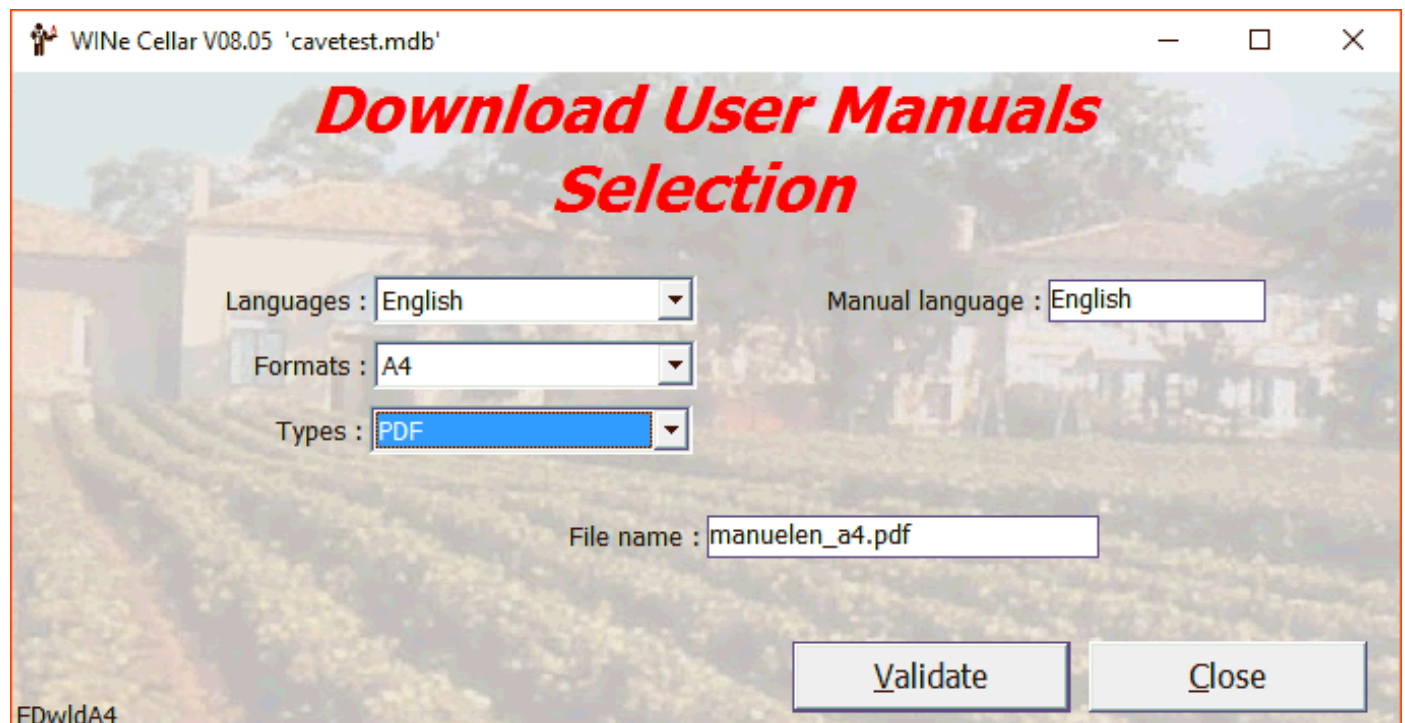 WINe Cellar V08.05 'cavetest.mdb'
Download User Manuals
Selection
Languages : English
Manual language : English
Formats : A4
Types : PDF
File name : manuelen_a4.pdf
Validate
Close
FDwldA4